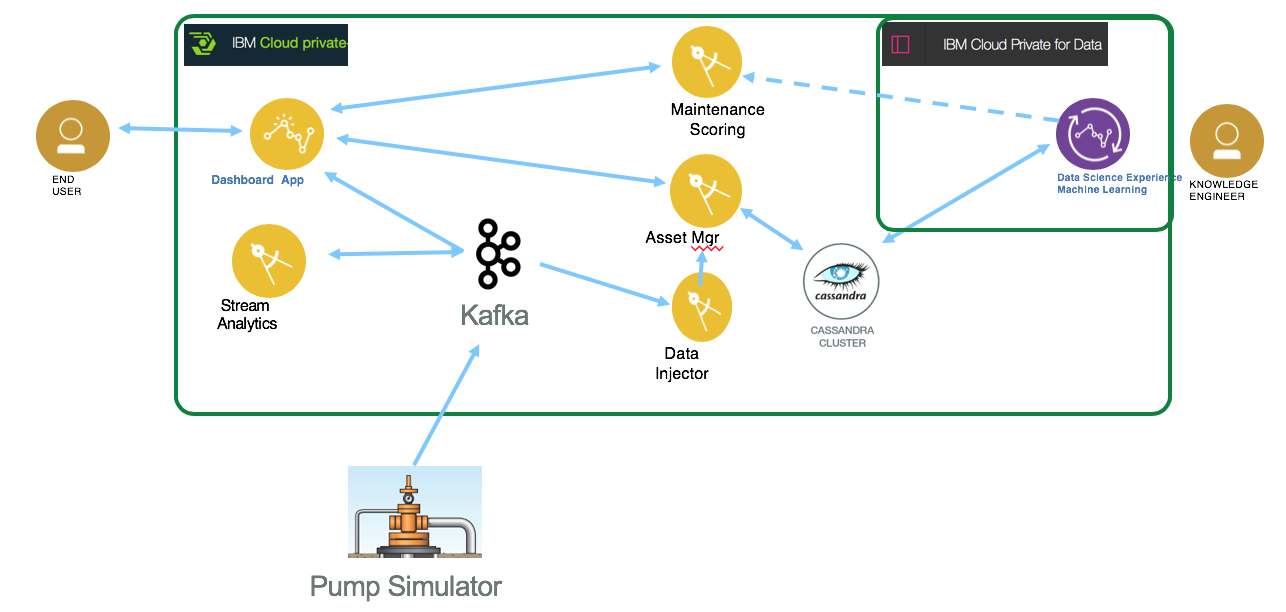 IBM Cloud private
IBM Cloud Private for Data
Maintenance
Scoring
END
USER
Dashboard App
Data Science Experience
Machine Learning
KNOWLEDGE
ENGINEER
Asset Mgr
Stream
Analytics
Kafka
cassandra
CASSANDRA
CLUSTER
Data
Injector
Pump Simulator